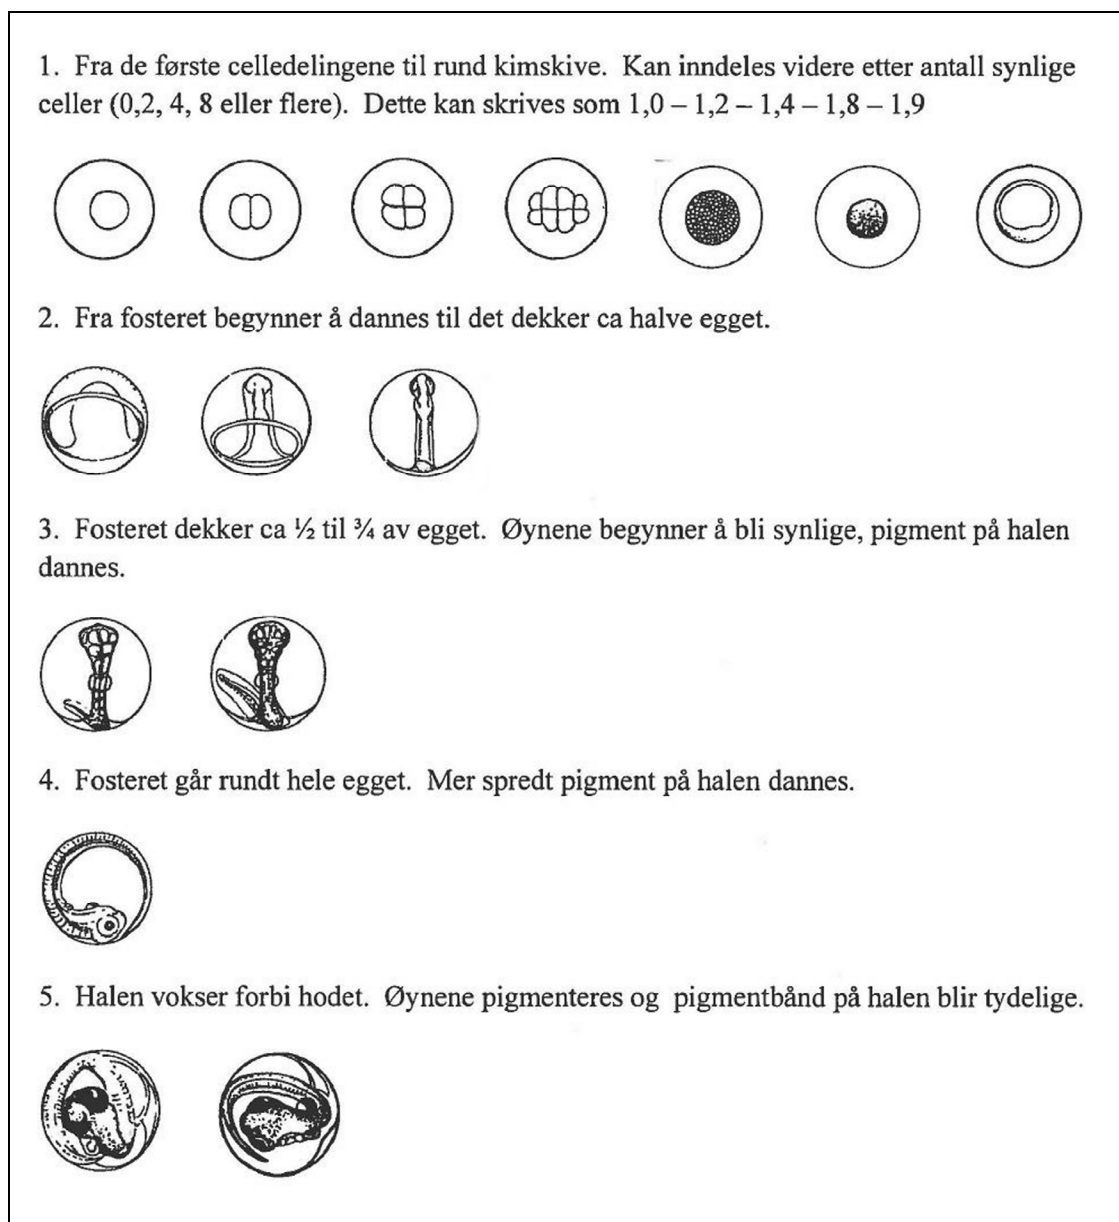 1. Fra de første celledelingene til rund kimskive. Kan inndeles videre etter antall synlige
celler (0,2, 4, 8 eller flere). Dette kan skrives som 1,0 – 1,2 – 1,4 – 1,8 – 1,9
2. Fra fosteret begynner å dannes til det dekker ca halve egget.
3. Fosteret dekker ca ½ til ¾ av egget. Øynene begynner å bli synlige, pigment på halen
dannes.
4. Fosteret går rundt hele egget. Mer spredt pigment på halen dannes.
5. Halen vokser forbi hodet. Øynene pigmenteres og pigmentbånd på halen blir tydelige.